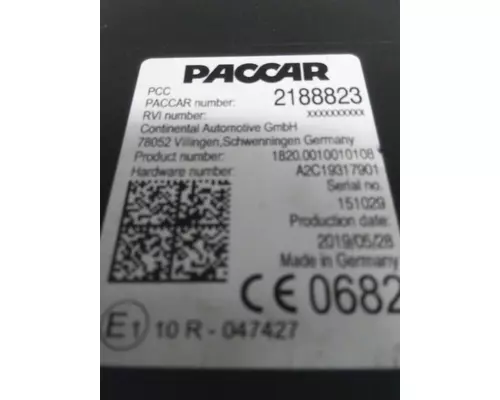 PACCAR
PCC
PACCAR number: 2188823
RVI number: xxxxxxxxxx
Continental Automotive GmbH
78052 Villingen,Schwenningen Germany
Product number: 1B20.0010010108
Hardware number: A2C19317901
Serial no.
151029
Production date:
2019/05/28
Made in Germany
CE 0682
E1 10 R - 047427